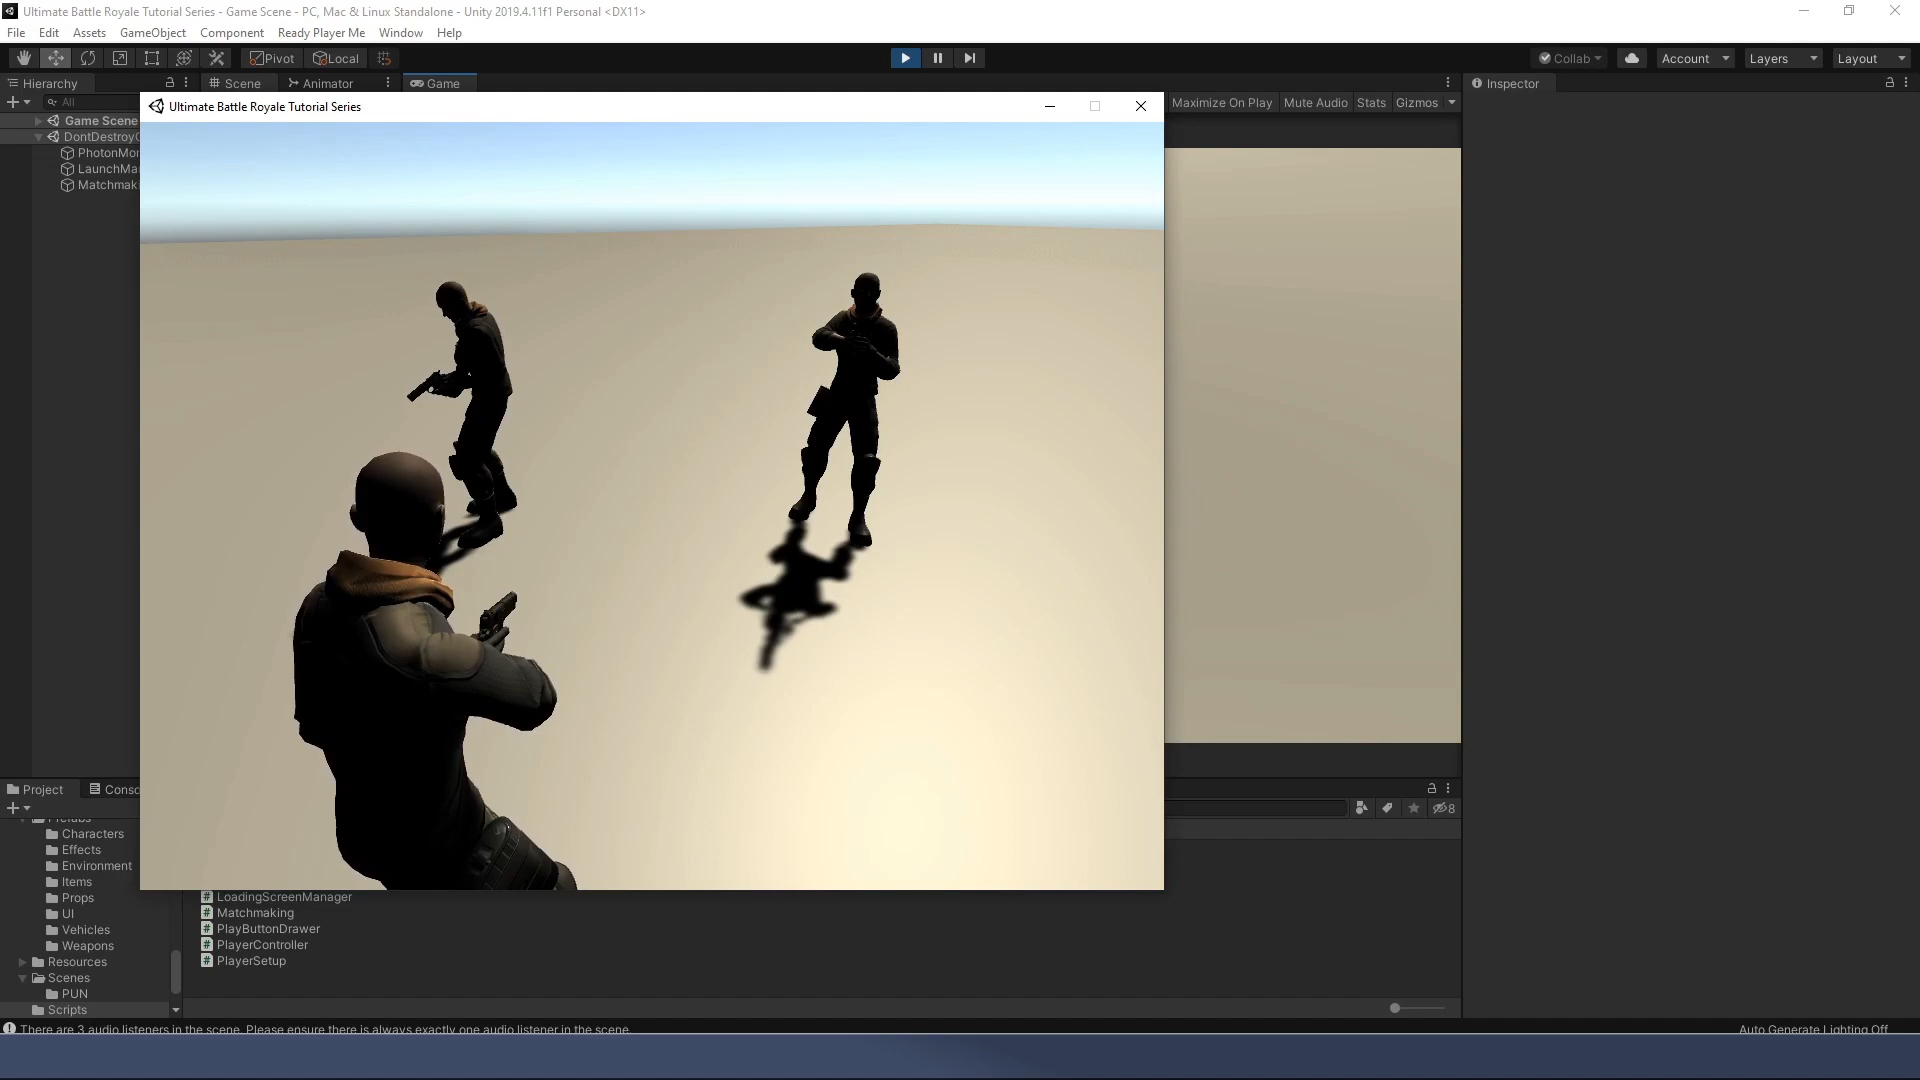 Ultimate Battle Royale Tutorial Series - Game Scene - PC, Mac & Linux Standalone - Unity 2019.4.11f1 Personal <DX11>
File Edit Assets GameObject Component Ready Player Me Window Help
Pivot Local Collab Account Layers Layout
Hierarchy Scene Animator Game Inspector
All
Ultimate Battle Royale Tutorial Series
Maximize On Play Mute Audio Stats Gizmos
Game Scene
DontDestroyO
PhotonMon
LaunchMa
Matchmaki
Project Conso
8
Prefabs
Characters
Effects
Environment
Items
Props
UI
Vehicles
Weapons
Resources
Scenes
PUN
Scripts
LoadingScreenManager
Matchmaking
PlayButtonDrawer
PlayerController
PlayerSetup
There are 3 audio listeners in the scene. Please ensure there is always exactly one audio listener in the scene.
Auto Generate Lighting Off